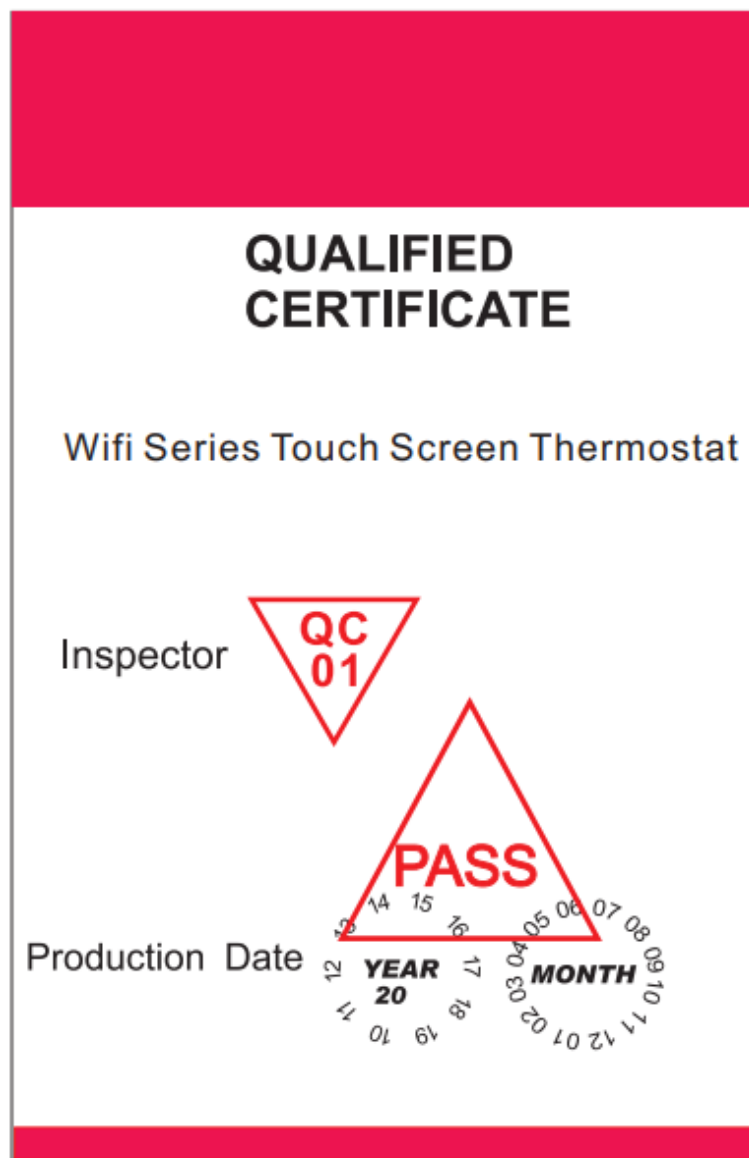 QUALIFIED
CERTIFICATE
Wifi Series Touch Screen Thermostat
Inspector
QC
01
PASS
Production Date
10 11 12 13 14 15 16 17 18 19
YEAR
20
01 02 03 04 05 06 07 08 09 10 11 12
MONTH